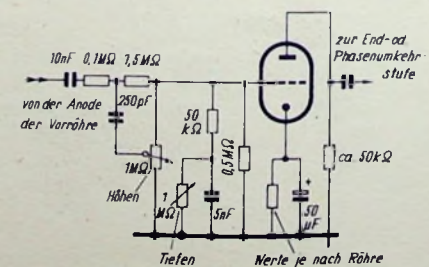 10nF 0,1MΩ 1,5MΩ
zur End-od.
Phasenumkehr-
stufe
von der Anode
der Vorröhre
250pF
50
kΩ
1MΩ
Höhen
1
MΩ
5nF
0,5MΩ
+
50
µF
ca. 50kΩ
Tiefen
Werte je nach Röhre